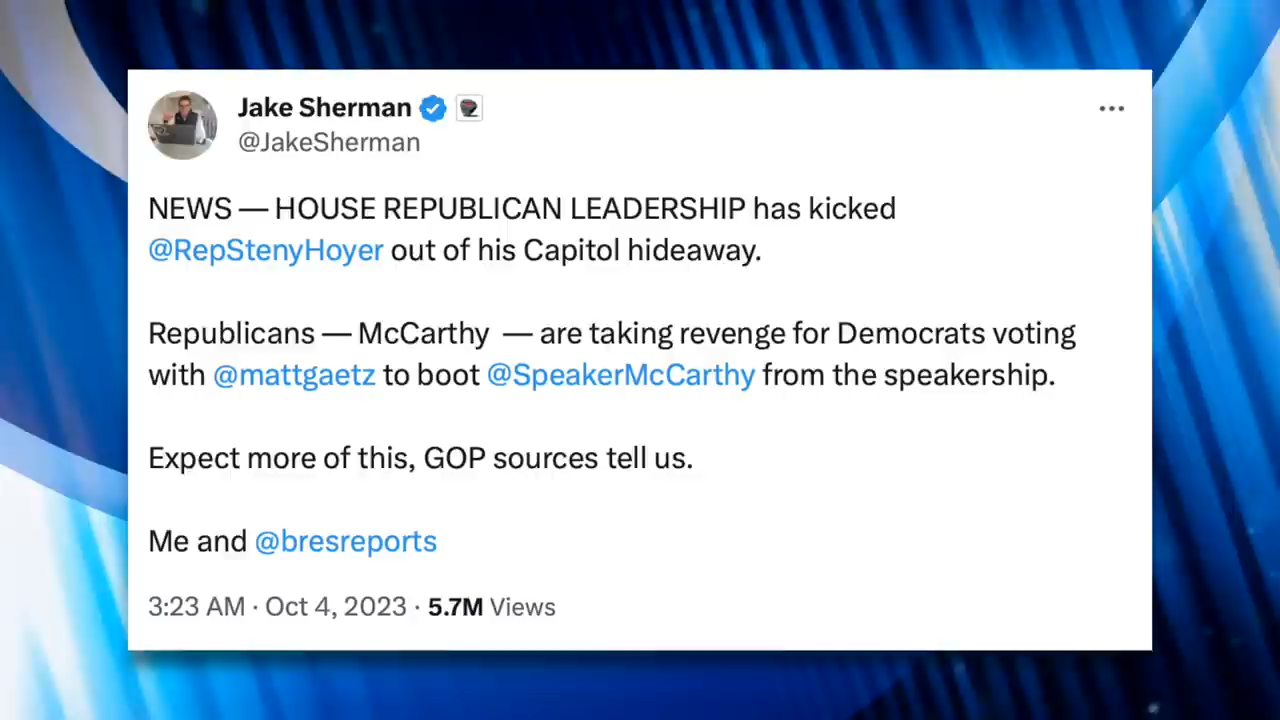 Jake Sherman
@JakeSherman
NEWS — HOUSE REPUBLICAN LEADERSHIP has kicked
@RepStenyHoyer out of his Capitol hideaway.
Republicans — McCarthy — are taking revenge for Democrats voting
with @mattgaetz to boot @SpeakerMcCarthy from the speakership.
Expect more of this, GOP sources tell us.
Me and @bresreports
3:23 AM · Oct 4, 2023 · 5.7M Views